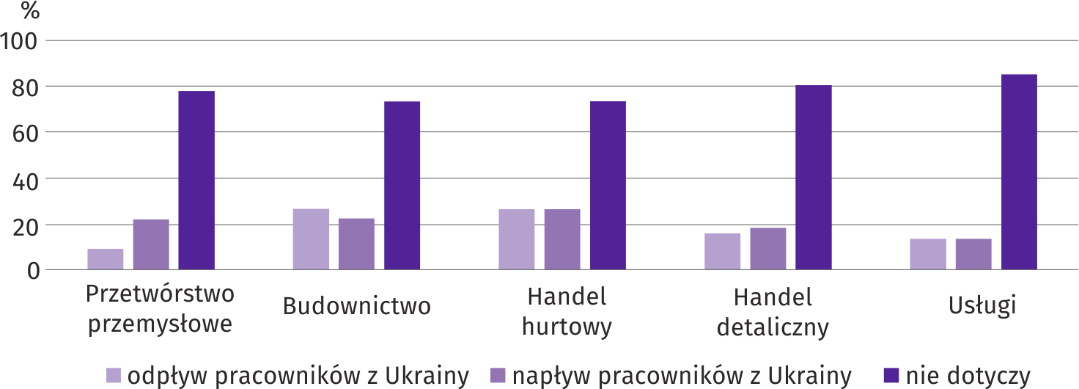 %
100
80
60
40
20
0
Przetwórstwo
przemysłowe
Budownictwo
Handel
hurtowy
Handel
detaliczny
Usługi
odpływ pracowników z Ukrainy
napływ pracowników z Ukrainy
nie dotyczy